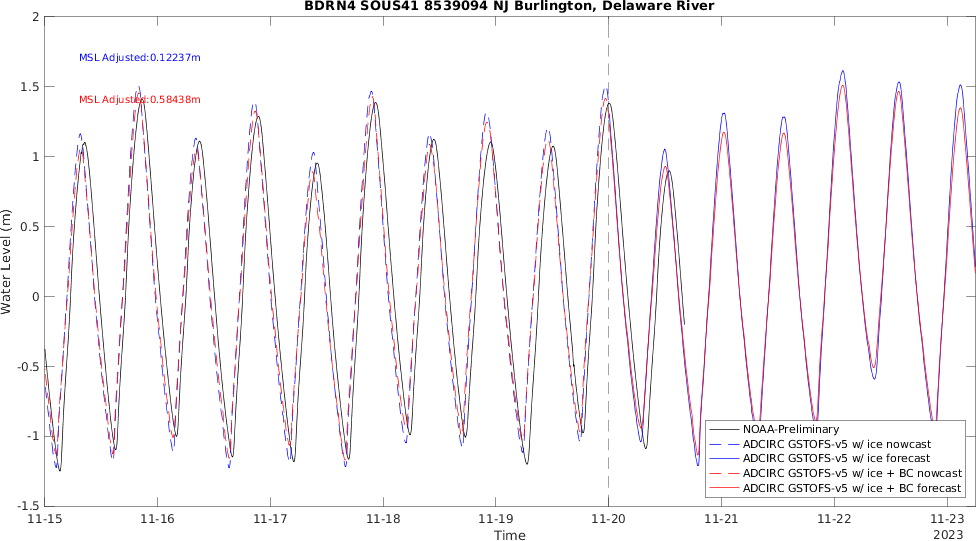 BDRN4 SOUS41 8539094 NJ Burlington, Delaware River
2
1.5
1
0.5
0
-0.5
-1
-1.5
Water Level (m)
MSL Adjusted:0.12237m
MSL Adjusted:0.58438m
NOAA-Preliminary
ADCIRC GSTOFS-v5 w/ ice nowcast
ADCIRC GSTOFS-v5 w/ ice forecast
ADCIRC GSTOFS-v5 w/ ice + BC nowcast
ADCIRC GSTOFS-v5 w/ ice + BC forecast
11-15 11-16 11-17 11-18 11-19 11-20 11-21 11-22 11-23
2023
Time